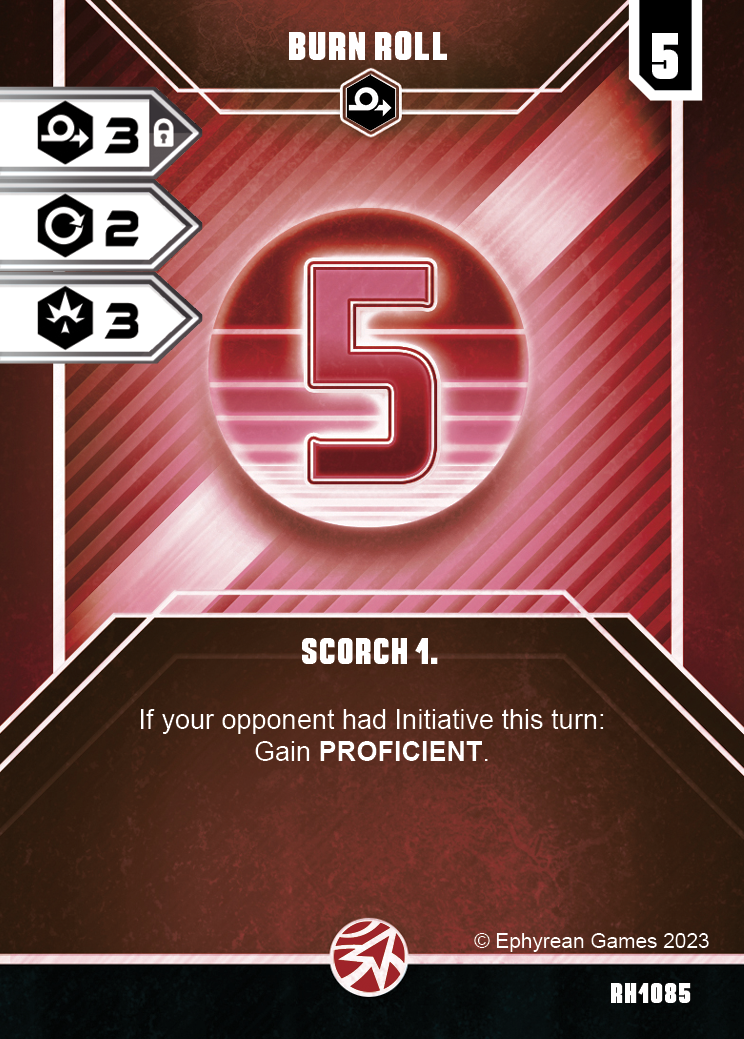 BURN ROLL
5
3
2
3
5
SCORCH 1.
If your opponent had Initiative this turn:
Gain PROFICIENT.
© Ephyrean Games 2023
RH1085